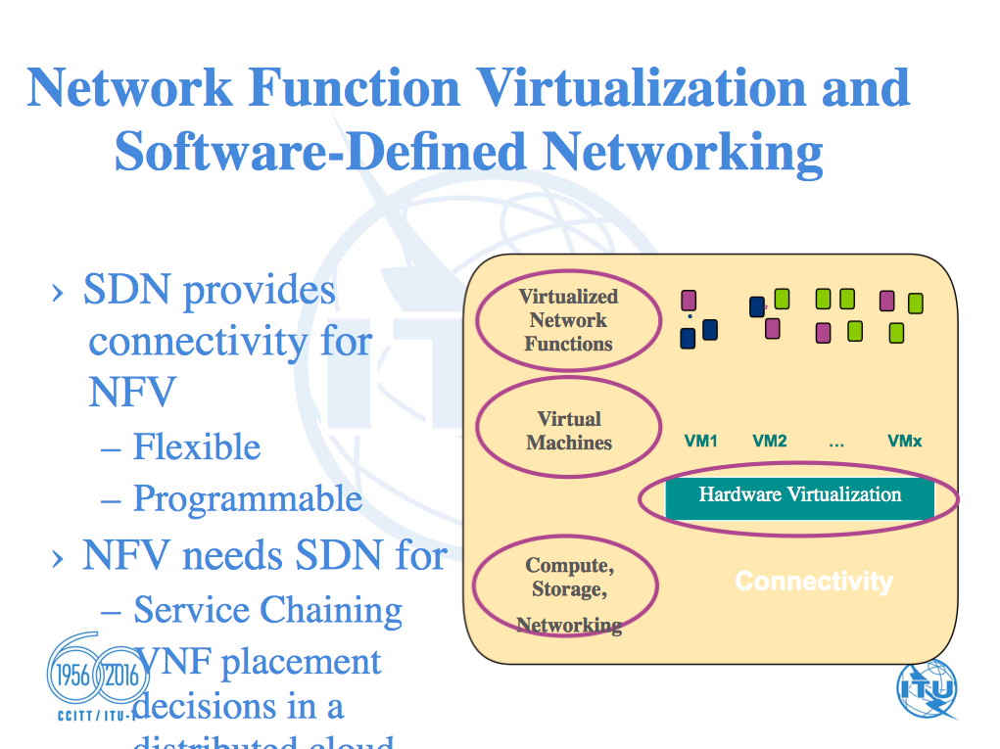 Network Function Virtualization and
Software-Defined Networking
› SDN provides
connectivity for
NFV
– Flexible
– Programmable
› NFV needs SDN for
– Service Chaining
– VNF placement
decisions in a
distributed cloud
Virtualized
Network
Functions
Virtual
Machines
VM1 VM2 ... VMx
Hardware Virtualization
Compute,
Storage,
Networking
Connectivity
1956 2016
CCITT / ITU-T
ITU
ITU